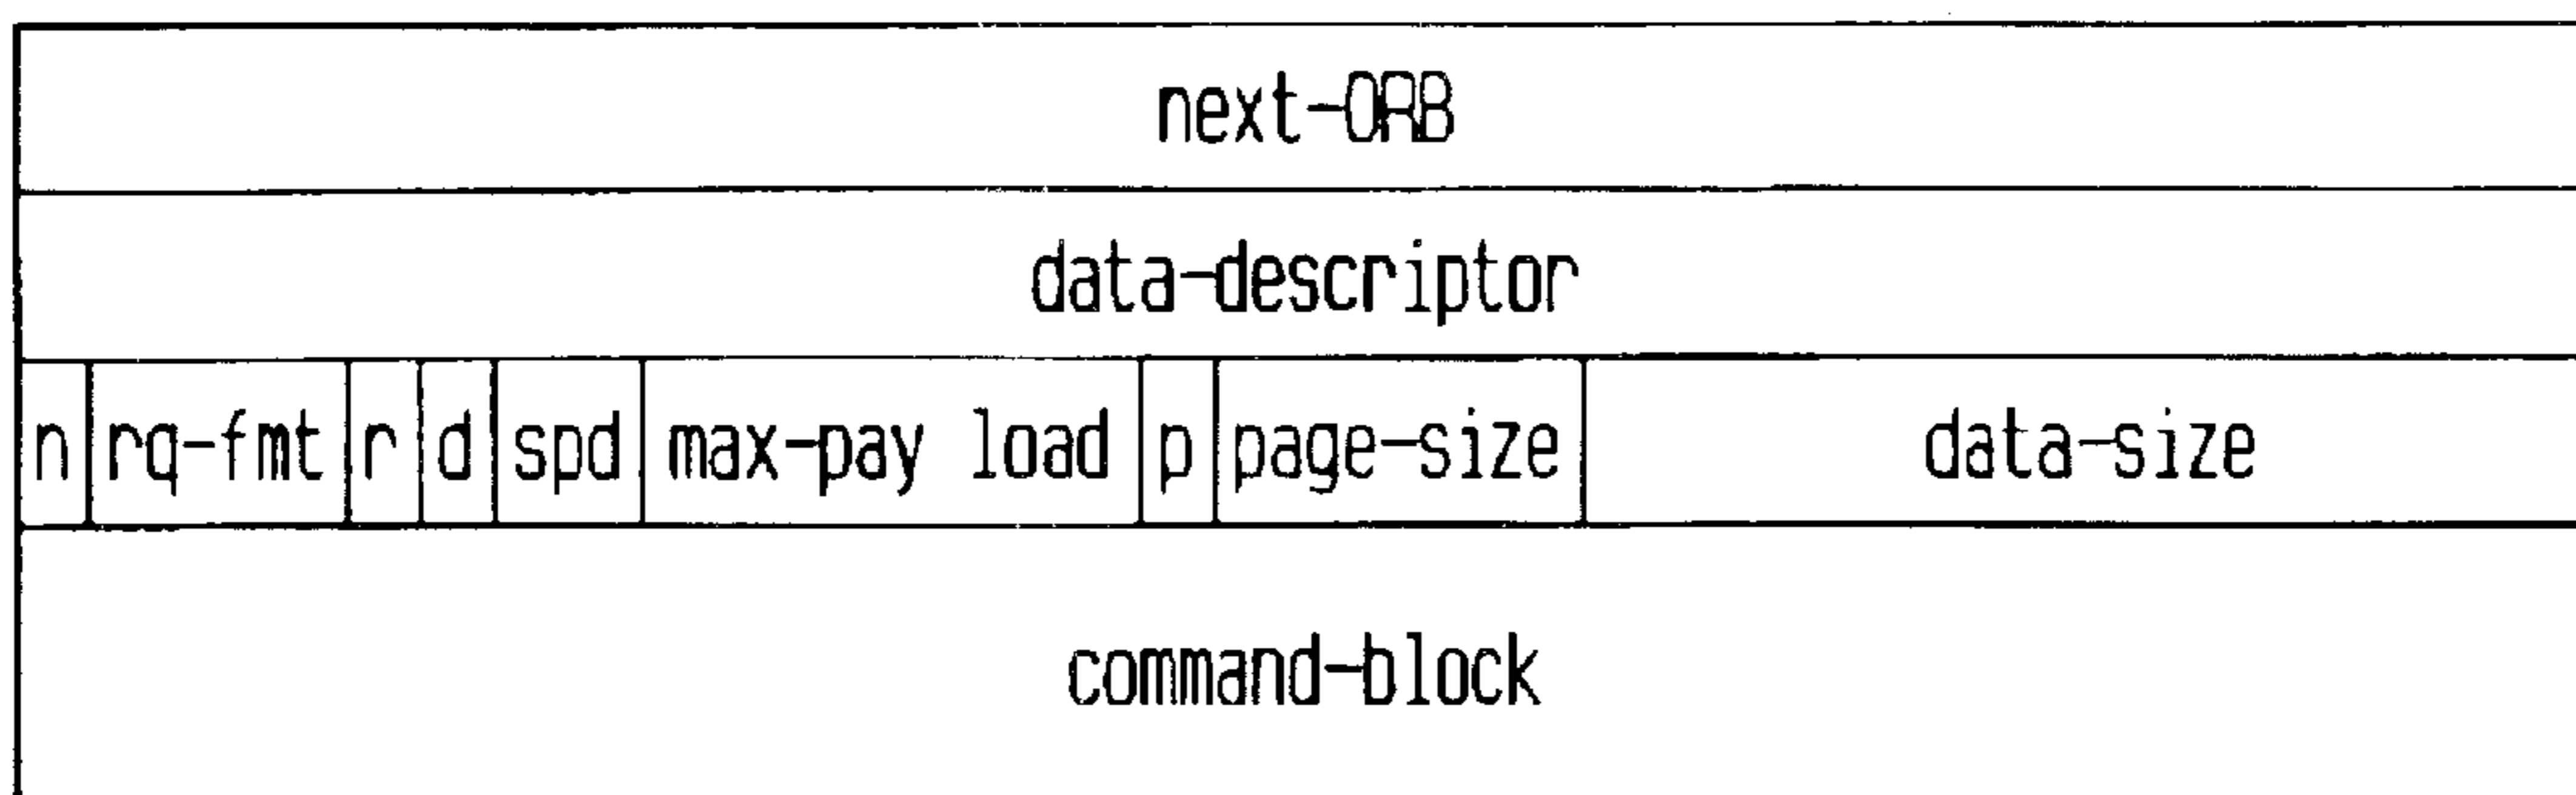 next-ORB
data-descriptor
n rq-fmt r d spd max-pay load p page-size data-size
command-block